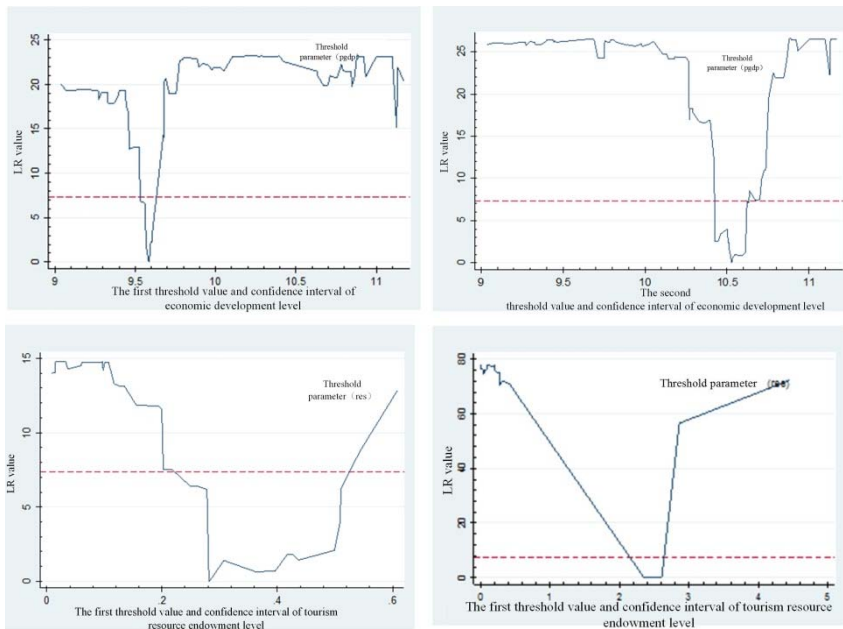 25
20
15
10
5
0
LR value
Threshold
parameter（pgdp）
9
9.5
10
10.5
11
The first threshold value and confidence interval of
economic development level
25
20
15
10
5
0
LR value
Threshold
parameter（pgdp）
9
9.5
10
10.5
11
The second
threshold value and confidence interval of economic development level
15
10
5
0
LR value
Threshold
parameter（res）
0
.2
.4
.6
The first threshold value and confidence interval of tourism
resource endowment level
80
60
40
20
0
LR value
Threshold parameter （res）
0
1
2
3
4
5
The first threshold value and confidence interval of tourism resource
endowment level